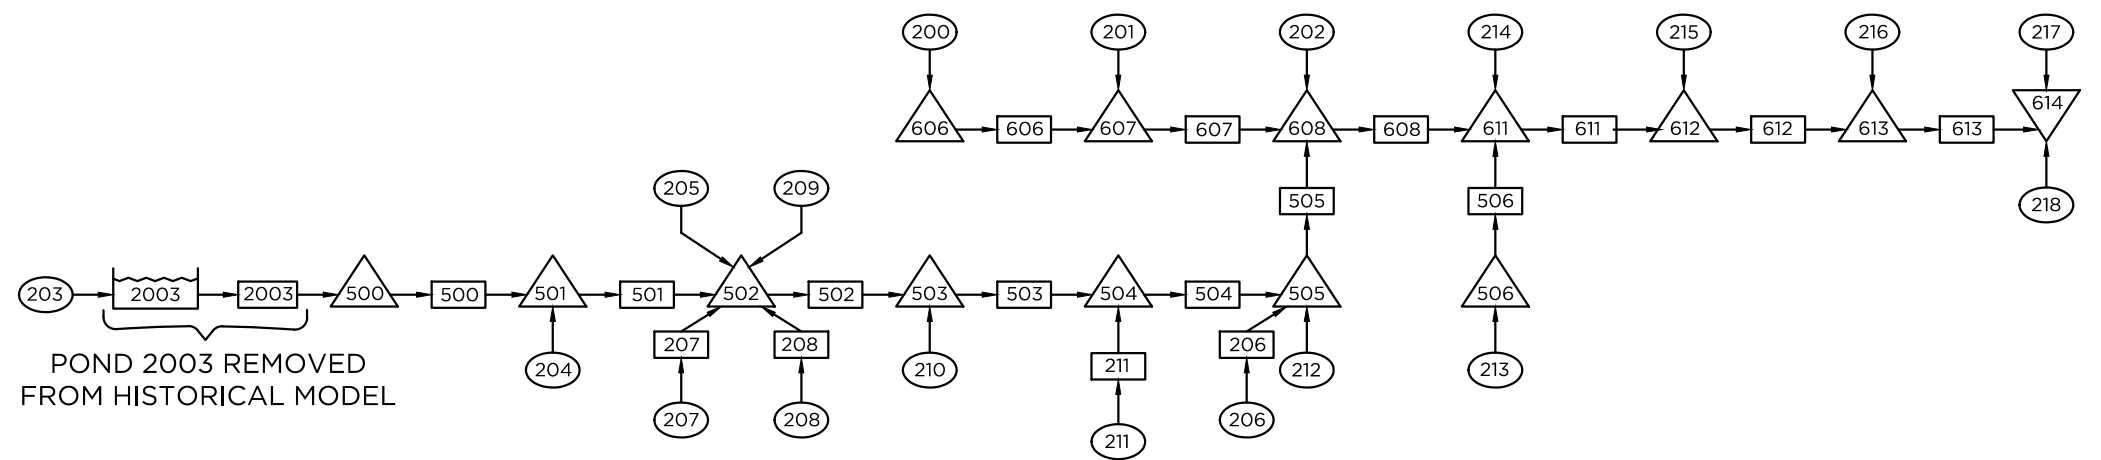 200 201 202 214 215 216 217
606 606 607 607 608 608 611 611 612 612 613 613 614
205 209 505 506 218
203 2003 2003 500 500 501 501 502 502 503 503 504 504 505 506
207 208 211 206
POND 2003 REMOVED
FROM HISTORICAL MODEL
204 210 212 213
207 208 211 206